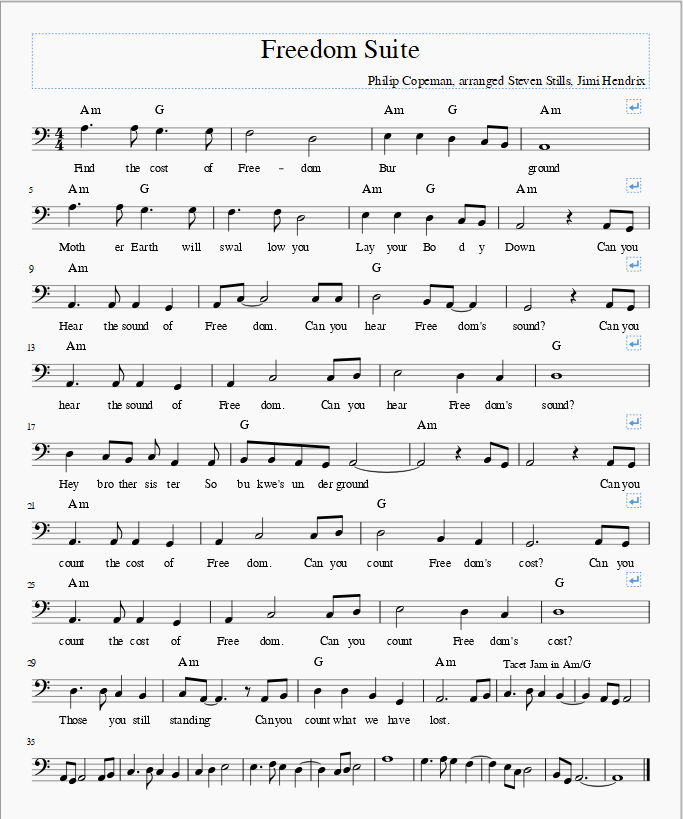 Freedom Suite
Philip Copeman, arranged Steven Stills, Jimi Hendrix
Am G Am G Am
Find the cost of Free - dom Bur ground
5 Am G Am G Am
Moth er Earth will swal low you Lay your Bo d y Down Can you
9 Am G
Hear the sound of Free dom. Can you hear Free dom's sound? Can you
13 Am G
hear the sound of Free dom. Can you hear Free dom's sound?
17 G Am
Hey bro ther sis ter So bu kwe's un der ground Can you
21 Am G
count the cost of Free dom. Can you count Free dom's cost? Can you
25 Am G
count the cost of Free dom. Can you count Free dom's cost?
29 Am G Am Tacet Jam in Am/G
Those you still standing Can you count what we have lost.
35